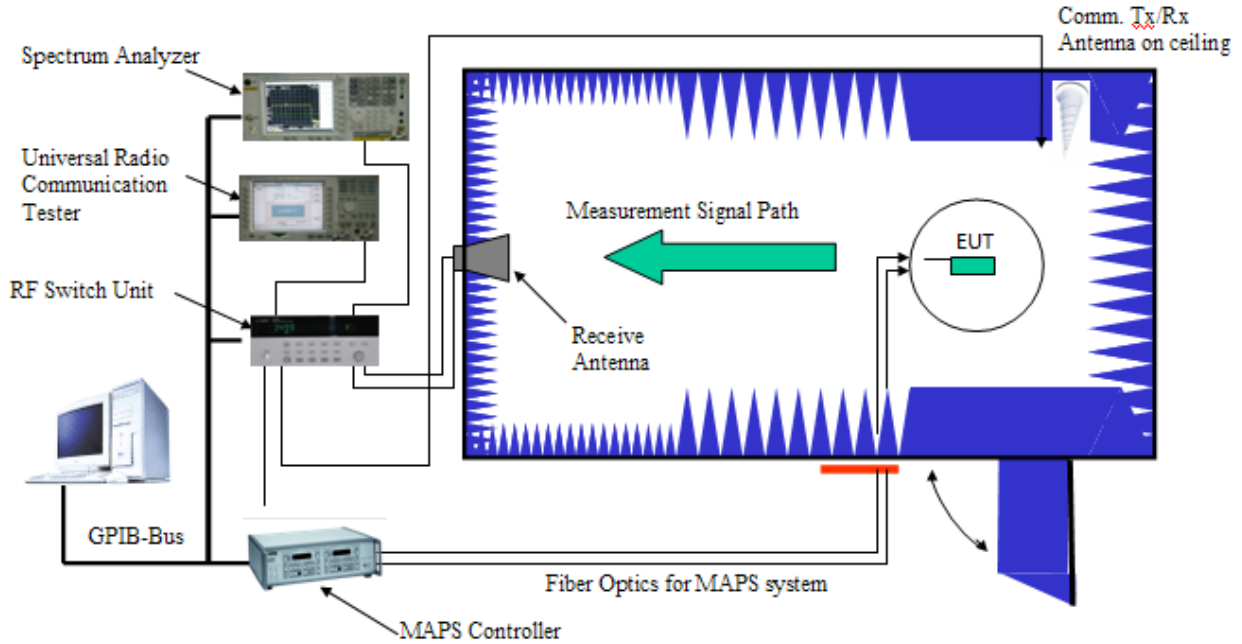 Comm. Tx/Rx
Antenna on ceiling
Spectrum Analyzer
Universal Radio
Communication
Tester
Measurement Signal Path
EUT
RF Switch Unit
Receive
Antenna
GPIB-Bus
Fiber Optics for MAPS system
MAPS Controller